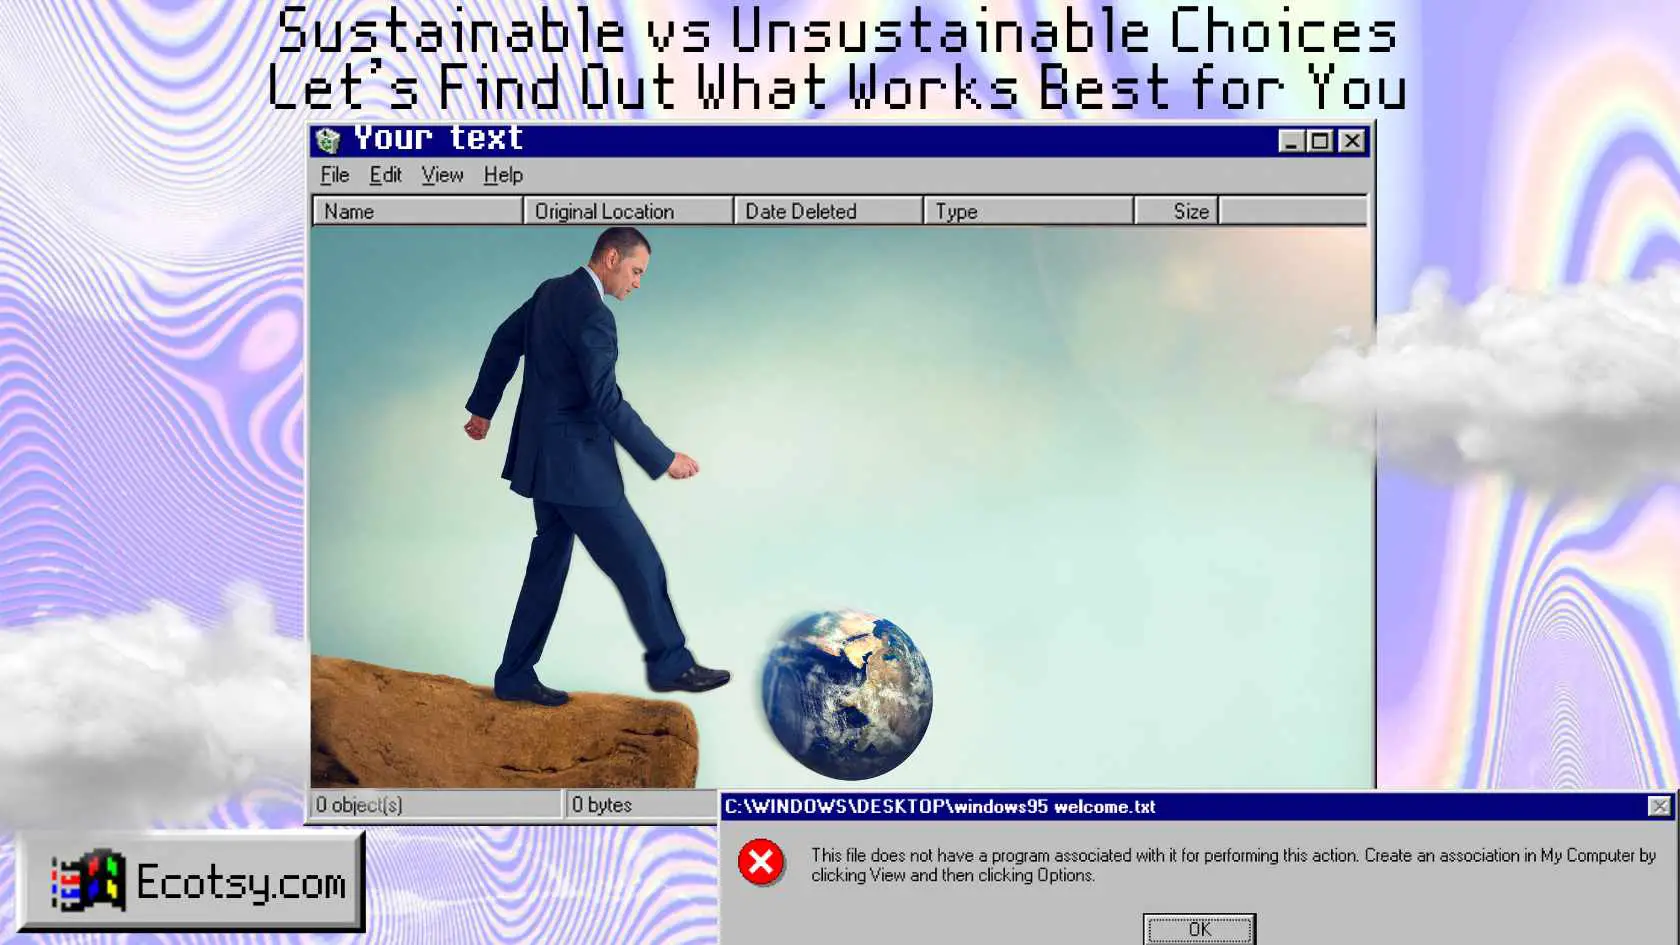 Sustainable vs Unsustainable Choices
Let's Find Out What Works Best for You
Your text
File Edit View Help
Name Original Location Date Deleted Type Size
0 object(s) 0 bytes
C:\WINDOWS\DESKTOP\windows95 welcome.txt
This file does not have a program associated with it for performing this action. Create an association in My Computer by
clicking View and then clicking Options.
OK
Ecotsy.com